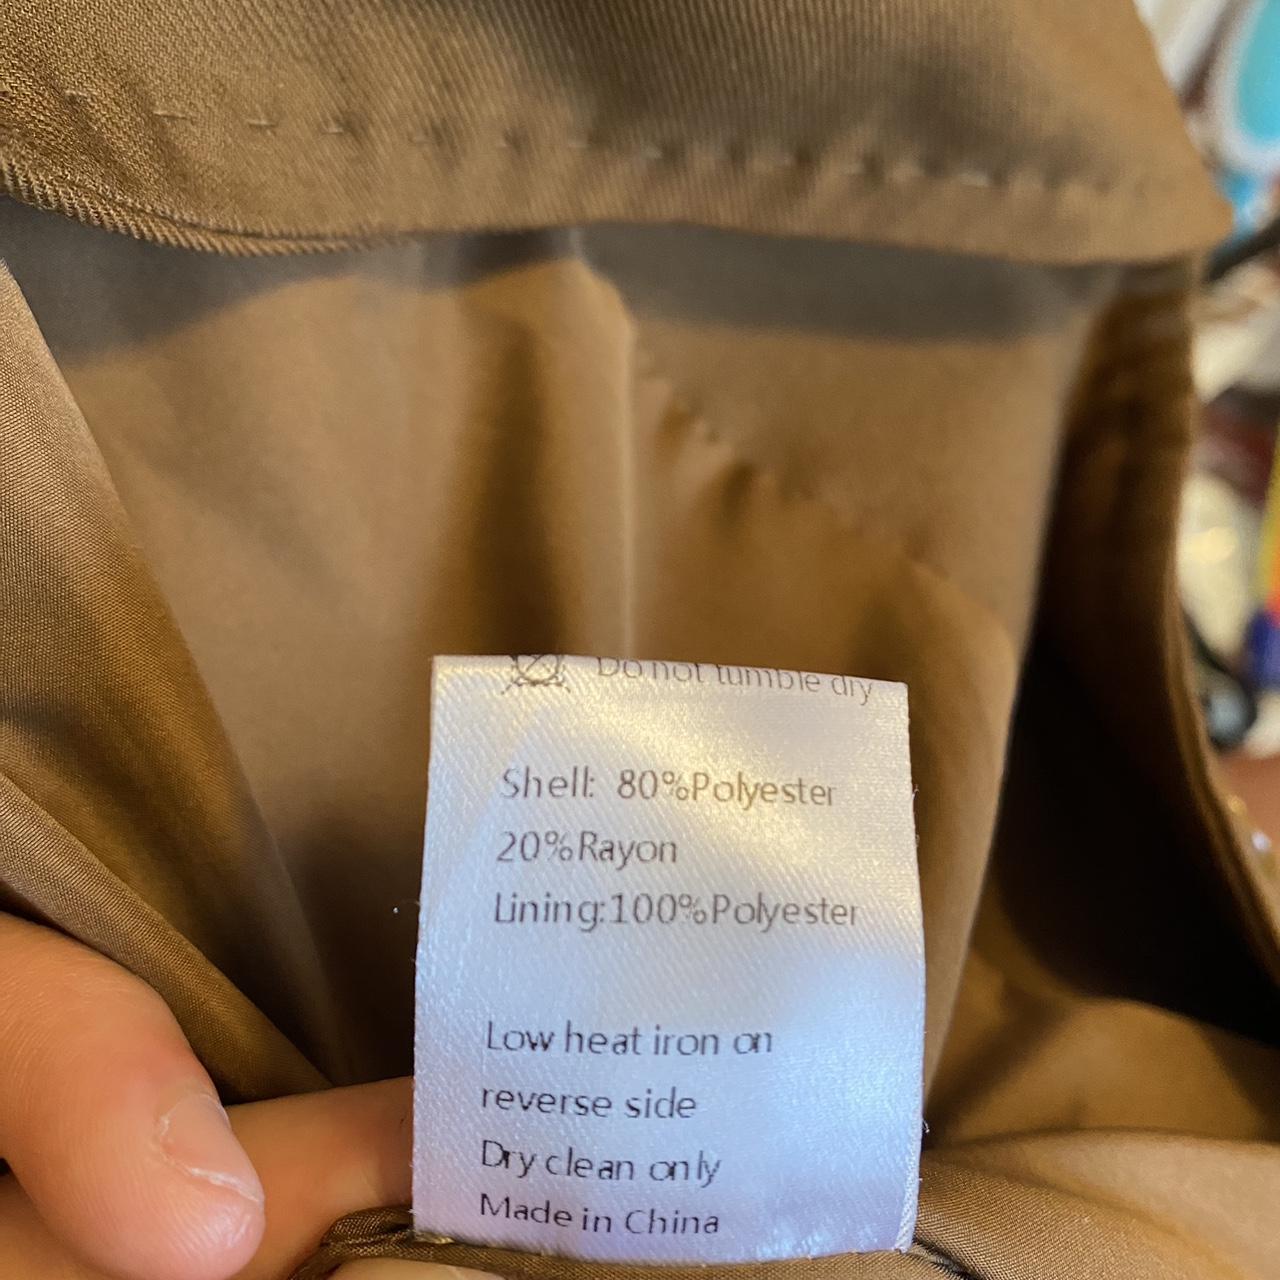 Do not tumble dry
Shell: 80%Polyester
20%Rayon
Lining:100%Polyester
Low heat iron on
reverse side
Dry clean only
Made in China